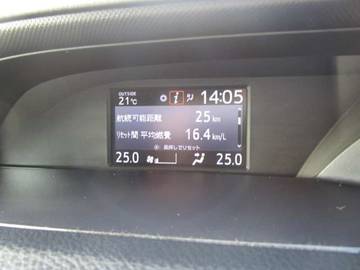 OUTSIDE
21℃ i 14:05
航続可能距離 25 km
リセット間 平均燃費 16.4 km/L
長押しでリセット
25.0 25.0